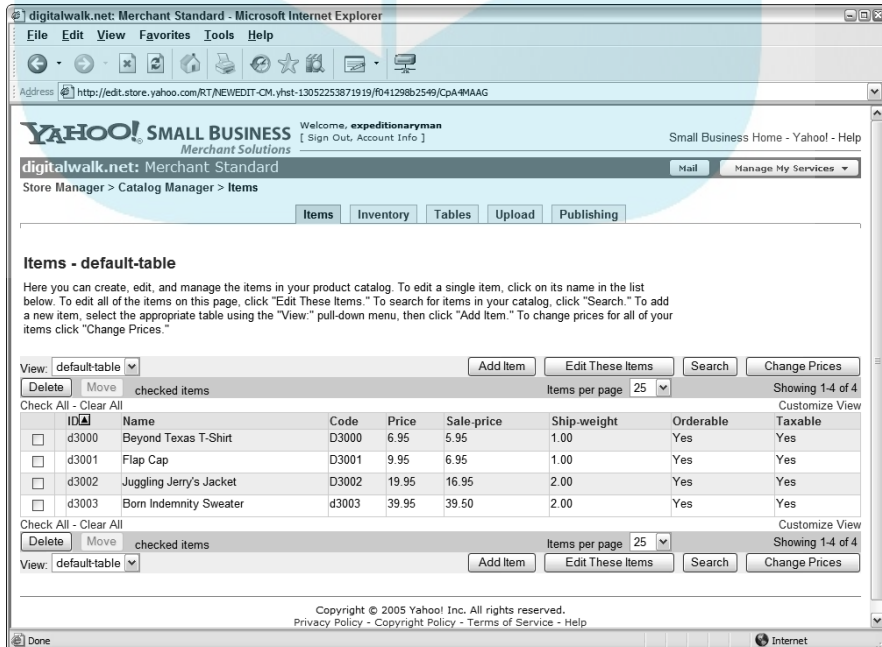 digitalwalk.net: Merchant Standard - Microsoft Internet Explorer
File Edit View Favorites Tools Help
Address http://edit.store.yahoo.com/RT/NEWEDIT-CM.yhst-13052253871919/f041298b2549/CpA4MAAG
YAHOO! SMALL BUSINESS
Merchant Solutions
Welcome, expeditionaryman
[ Sign Out, Account Info ]
Small Business Home - Yahoo! - Help
digitalwalk.net: Merchant Standard Mail Manage My Services
Store Manager > Catalog Manager > Items
Items Inventory Tables Upload Publishing
Items - default-table
Here you can create, edit, and manage the items in your product catalog. To edit a single item, click on its name in the list
below. To edit all of the items on this page, click "Edit These Items." To search for items in your catalog, click "Search." To add
a new item, select the appropriate table using the "View:" pull-down menu, then click "Add Item." To change prices for all of your
items click "Change Prices."
View: default-table Add Item Edit These Items Search Change Prices
Delete Move checked items Items per page 25 Showing 1-4 of 4
Check All - Clear All Customize View
ID Name Code Price Sale-price Ship-weight Orderable Taxable
d3000 Beyond Texas T-Shirt D3000 6.95 5.95 1.00 Yes Yes
d3001 Flap Cap D3001 9.95 6.95 1.00 Yes Yes
d3002 Juggling Jerry's Jacket D3002 19.95 16.95 2.00 Yes Yes
d3003 Born Indemnity Sweater d3003 39.95 39.50 2.00 Yes Yes
Check All - Clear All Customize View
Delete Move checked items Items per page 25 Showing 1-4 of 4
View: default-table Add Item Edit These Items Search Change Prices
Copyright © 2005 Yahoo! Inc. All rights reserved.
Privacy Policy - Copyright Policy - Terms of Service - Help
Done Internet